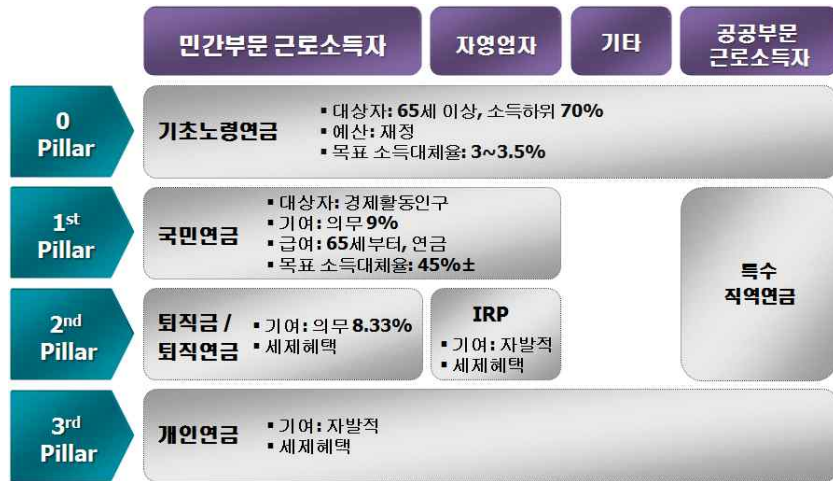 민간부문 근로소득자
자영업자
기타
공공부문
근로소득자
0
Pillar
기초노령연금
▪ 대상자: 65세 이상, 소득하위 70%
▪ 예산: 재정
▪ 목표 소득대체율: 3~3.5%
1st
Pillar
국민연금
▪ 대상자: 경제활동인구
▪ 기여: 의무 9%
▪ 급여: 65세부터, 연금
▪ 목표 소득대체율: 45%±
특수
직역연금
2nd
Pillar
퇴직금 /
퇴직연금
▪ 기여: 의무 8.33%
▪ 세제혜택
IRP
▪ 기여: 자발적
▪ 세제혜택
3rd
Pillar
개인연금
▪ 기여: 자발적
▪ 세제혜택